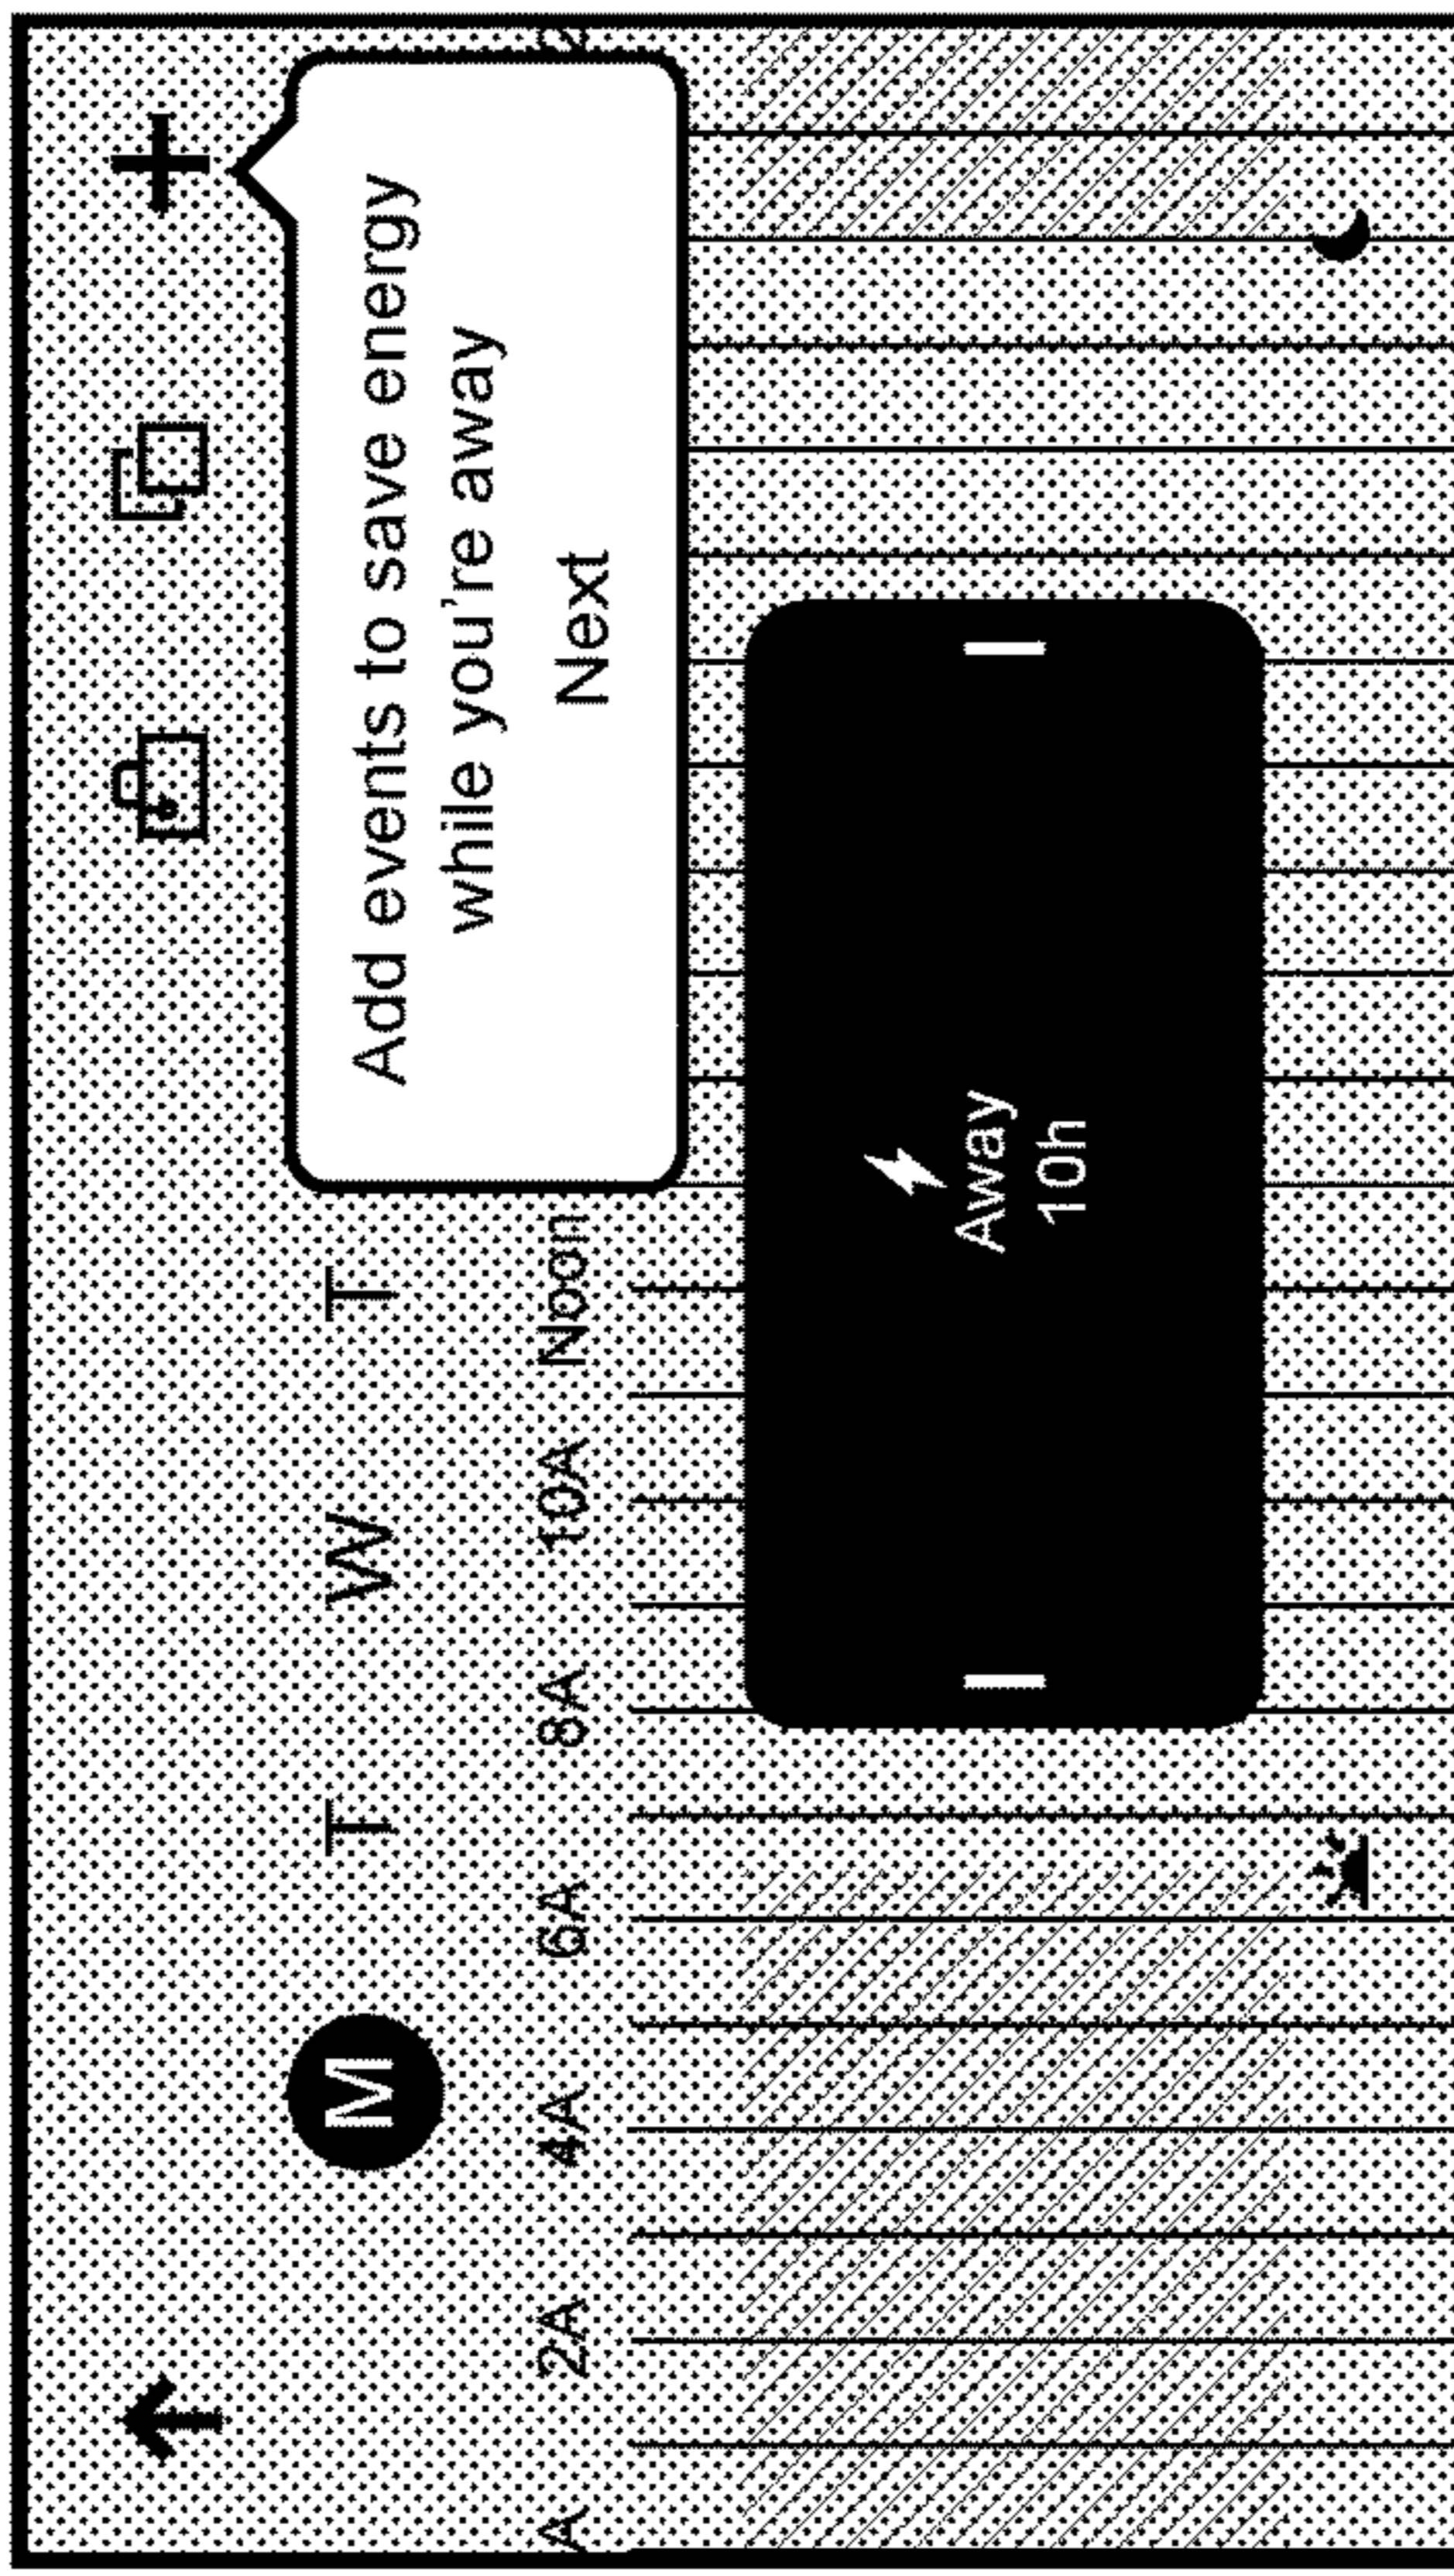 Add events to save energy
while you're away
Next
M T W T
A 2A 4A 6A 8A 10A Noon
Away
10h